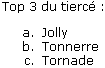 Top 3 du tiercé :
a. Jolly
b. Tonnerre
c. Tornade